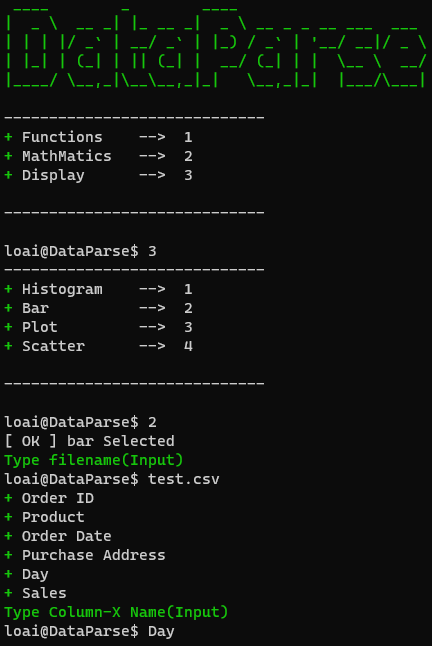 DataParse
-----------------------------
+ Functions    -->  1
+ MathMatics   -->  2
+ Display      -->  3
-----------------------------
loai@DataParse$ 3
-----------------------------
+ Histogram    -->  1
+ Bar          -->  2
+ Plot         -->  3
+ Scatter      -->  4
-----------------------------
loai@DataParse$ 2
[ OK ] bar Selected
Type filename(Input)
loai@DataParse$ test.csv
+ Order ID
+ Product
+ Order Date
+ Purchase Address
+ Day
+ Sales
Type Column-X Name(Input)
loai@DataParse$ Day